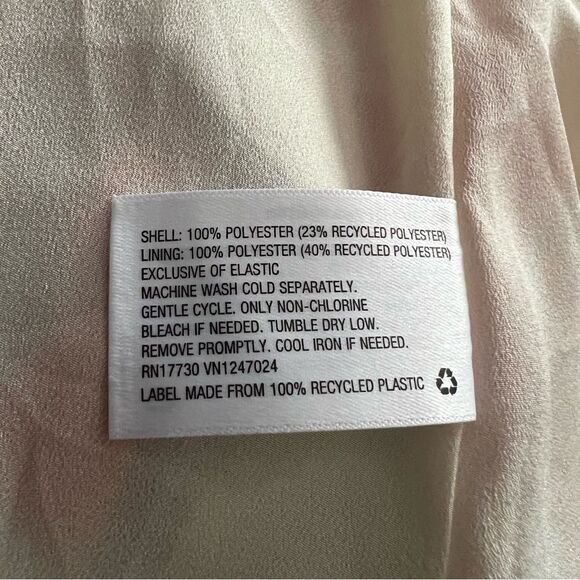 SHELL: 100% POLYESTER (23% RECYCLED POLYESTER)
LINING: 100% POLYESTER (40% RECYCLED POLYESTER)
EXCLUSIVE OF ELASTIC
MACHINE WASH COLD SEPARATELY.
GENTLE CYCLE. ONLY NON-CHLORINE
BLEACH IF NEEDED. TUMBLE DRY LOW.
REMOVE PROMPTLY. COOL IRON IF NEEDED.
RN17730 VN1247024
LABEL MADE FROM 100% RECYCLED PLASTIC